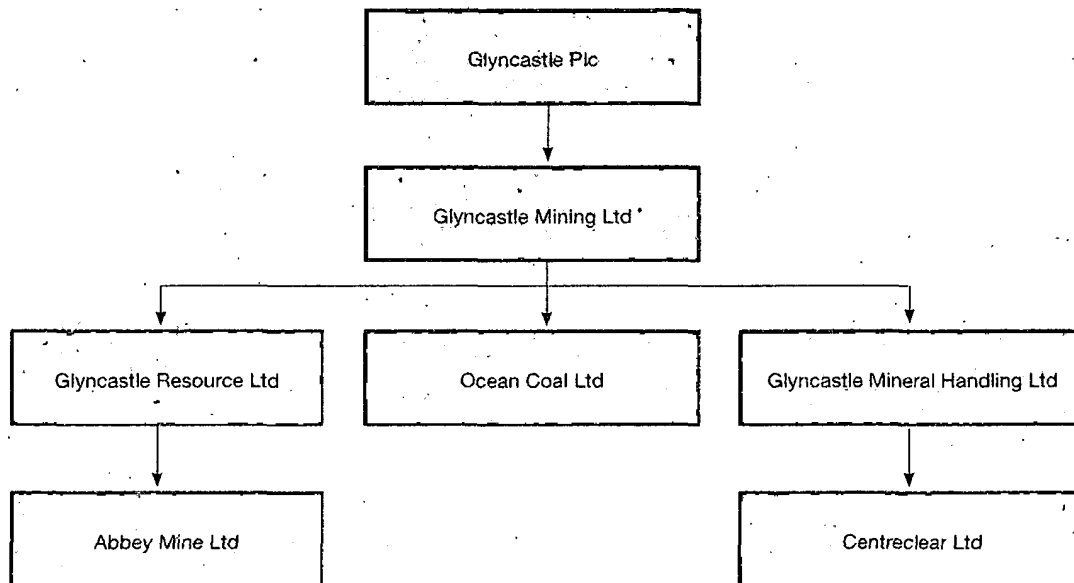 Glyncastle Plc
Glyncastle Mining Ltd
Glyncastle Resource Ltd
Ocean Coal Ltd
Glyncastle Mineral Handling Ltd
Abbey Mine Ltd
Centreclear Ltd